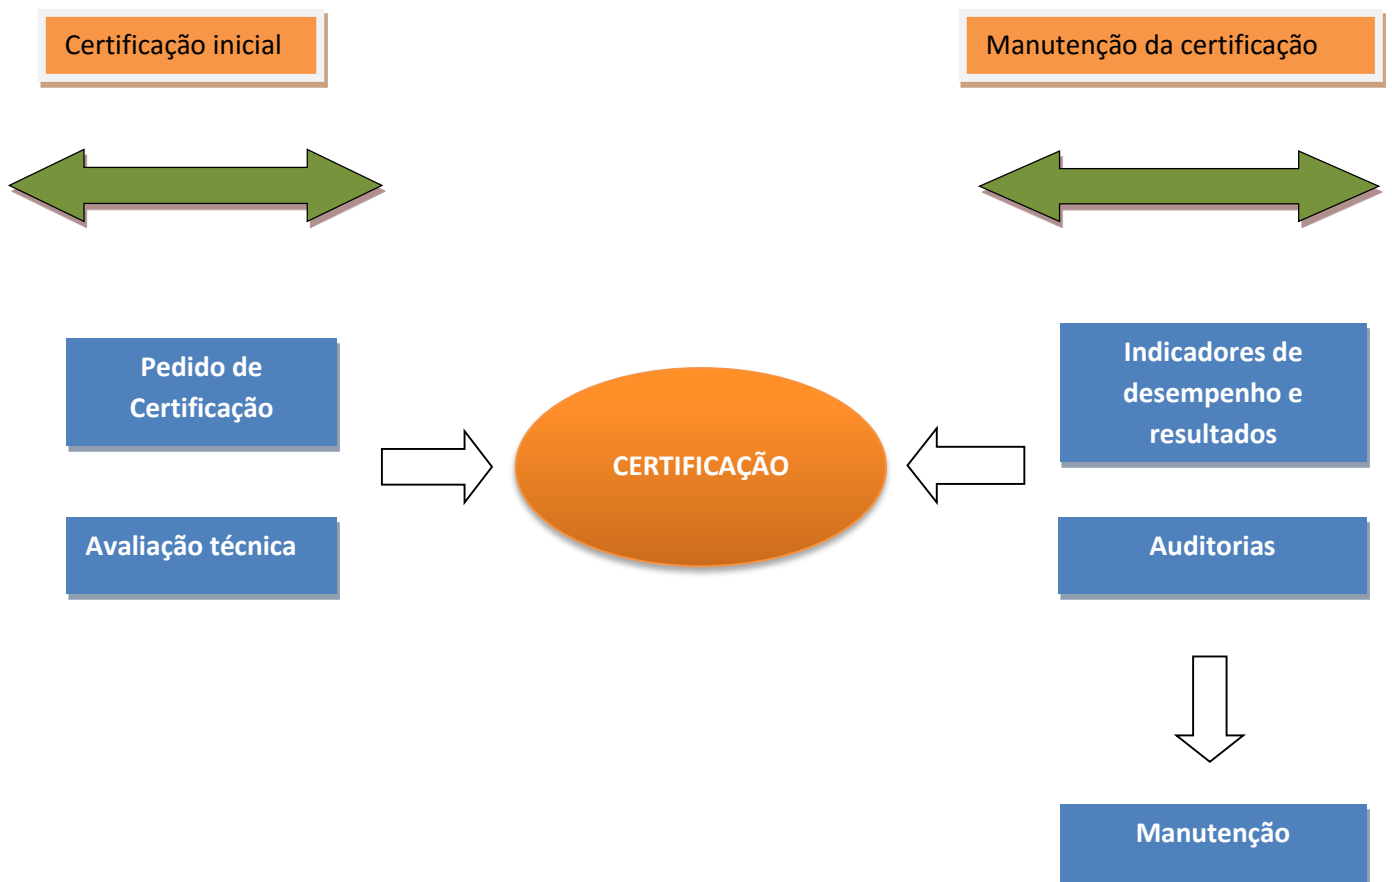 Certificação inicial
Manutenção da certificação
Pedido de
Certificação
Avaliação técnica
CERTIFICAÇÃO
Indicadores de
desempenho e
resultados
Auditorias
Manutenção